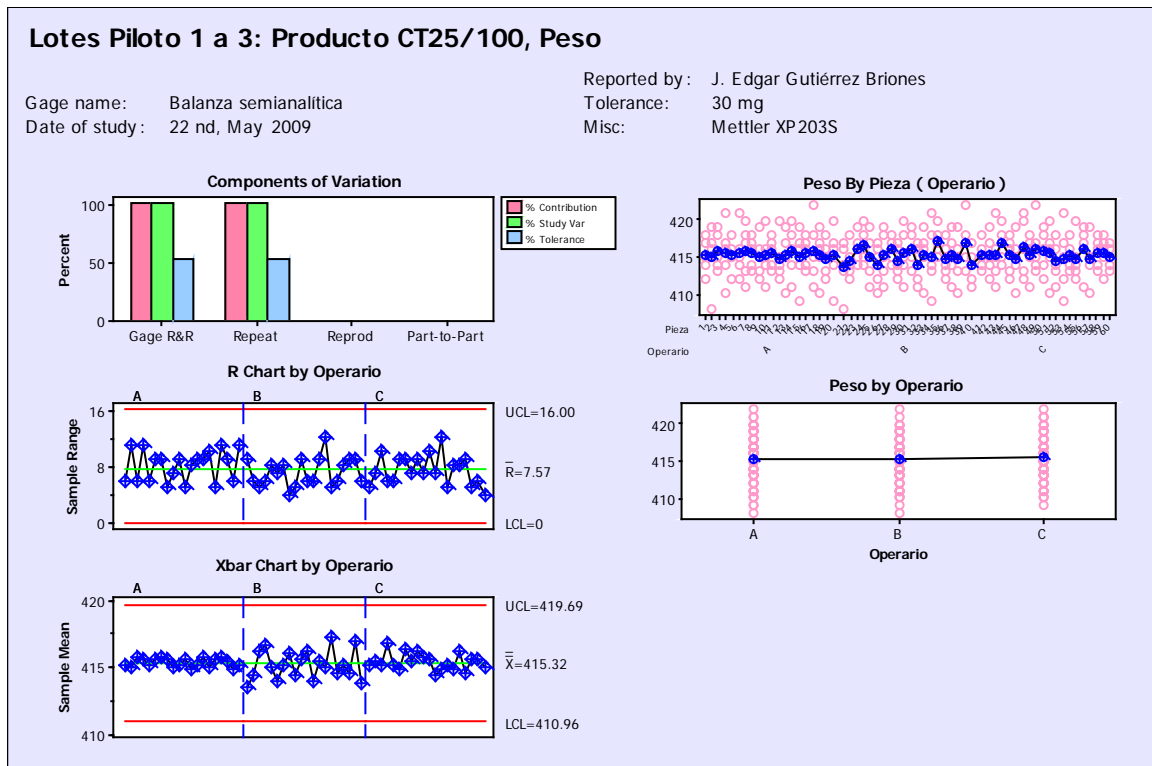 Lotes Piloto 1 a 3: Producto CT25/100, Peso
Gage name: Balanza semianalítica
Date of study: 22 nd, May 2009
Reported by: J. Edgar Gutiérrez Briones
Tolerance: 30 mg
Misc: Mettler XP203S
Components of Variation
Percent
100
50
0
Gage R&R Repeat Reprod Part-to-Part
% Contribution
% Study Var
% Tolerance
R Chart by Operario
A B C
Sample Range
16
8
0
UCL=16.00
R=7.57
LCL=0
Xbar Chart by Operario
A B C
Sample Mean
420
415
410
UCL=419.69
X=415.32
LCL=410.96
Peso By Pieza ( Operario )
420
415
410
Pieza
Operario A B C
Peso by Operario
420
415
410
A B C
Operario